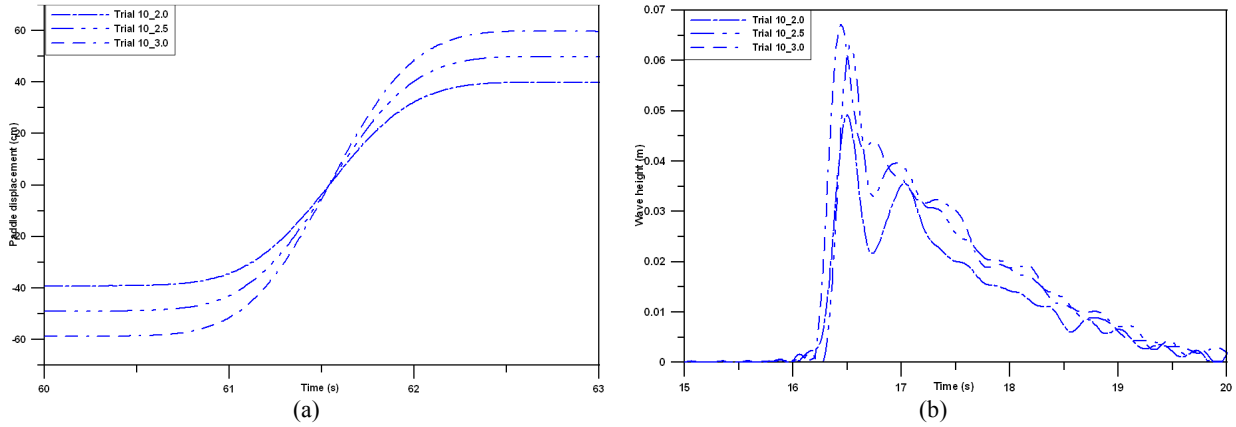 Trial 10_2.0
Trial 10_2.5
Trial 10_3.0
60
40
20
0
-20
-40
-60
Paddle displacement (cm)
60
61
62
63
Time (s)
(a)
Trial 10_2.0
Trial 10_2.5
Trial 10_3.0
0.07
0.06
0.05
0.04
0.03
0.02
0.01
0
Wave height (m)
15
16
17
18
19
20
Time (s)
(b)